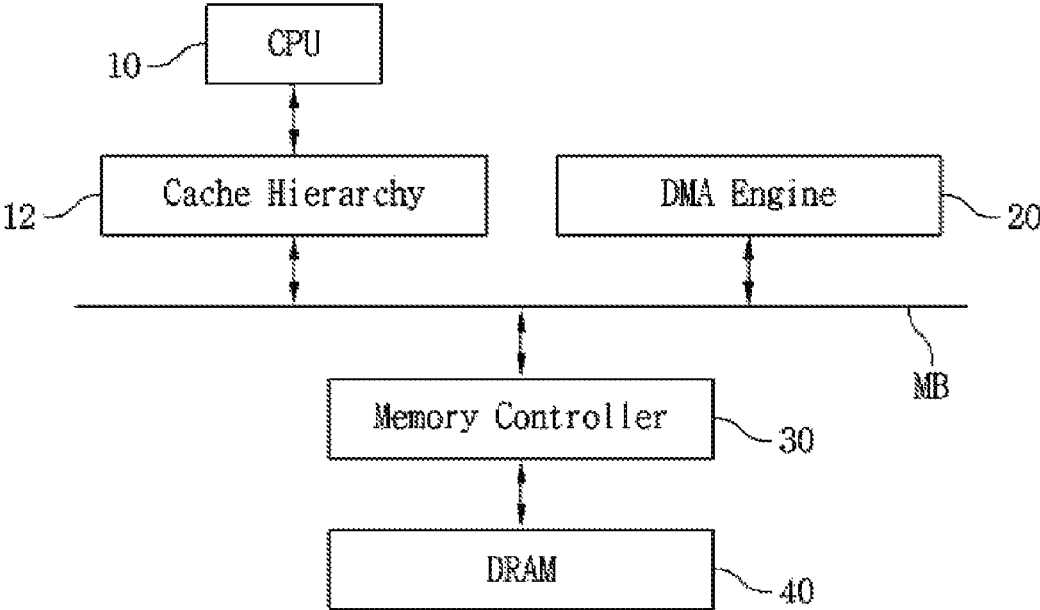 CPU
10
Cache Hierarchy
12
DMA Engine
20
MB
Memory Controller
30
DRAM
40